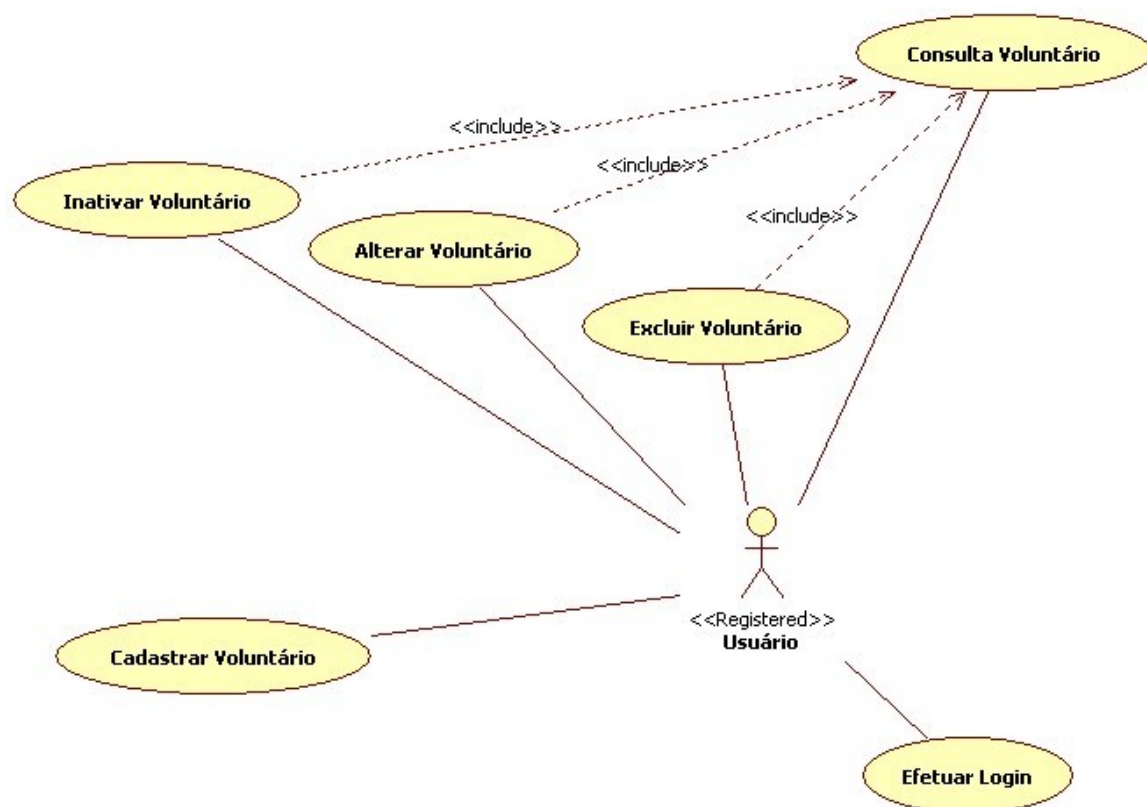 Consulta Voluntário
<<include>>
<<include>>
Inativar Voluntário
<<include>>
Alterar Voluntário
Excluir Voluntário
<<Registered>>
Usuário
Cadastrar Voluntário
Efetuar Login